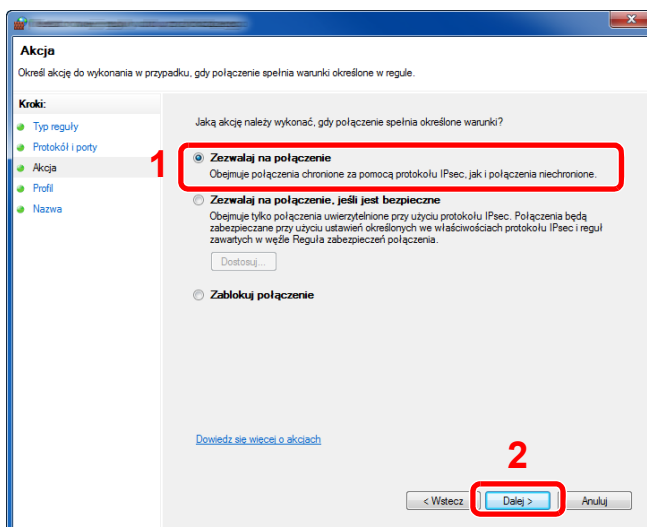 Akcja
Określ akcję do wykonania w przypadku, gdy połączenie spełnia warunki określone w regule.
Kroki:
Typ reguły
Protokół i porty
Akcja
Profil
Nazwa
Jaką akcję należy wykonać, gdy połączenie spełnia określone warunki?
1
Zezwalaj na połączenie
Obejmuje połączenia chronione za pomocą protokołu IPsec, jak i połączenia niechronione.
Zezwalaj na połączenie, jeśli jest bezpieczne
Obejmuje tylko połączenia uwierzytelnione przy użyciu protokołu IPsec. Połączenia będą
zabezpieczane przy użyciu ustawień określonych we właściwościach protokołu IPsec i reguł
zawartych w węźle Reguła zabezpieczeń połączenia.
Dostosuj...
Zablokuj połączenie
Dowiedz się więcej o akcjach
2
< Wstecz
Dalej >
Anuluj